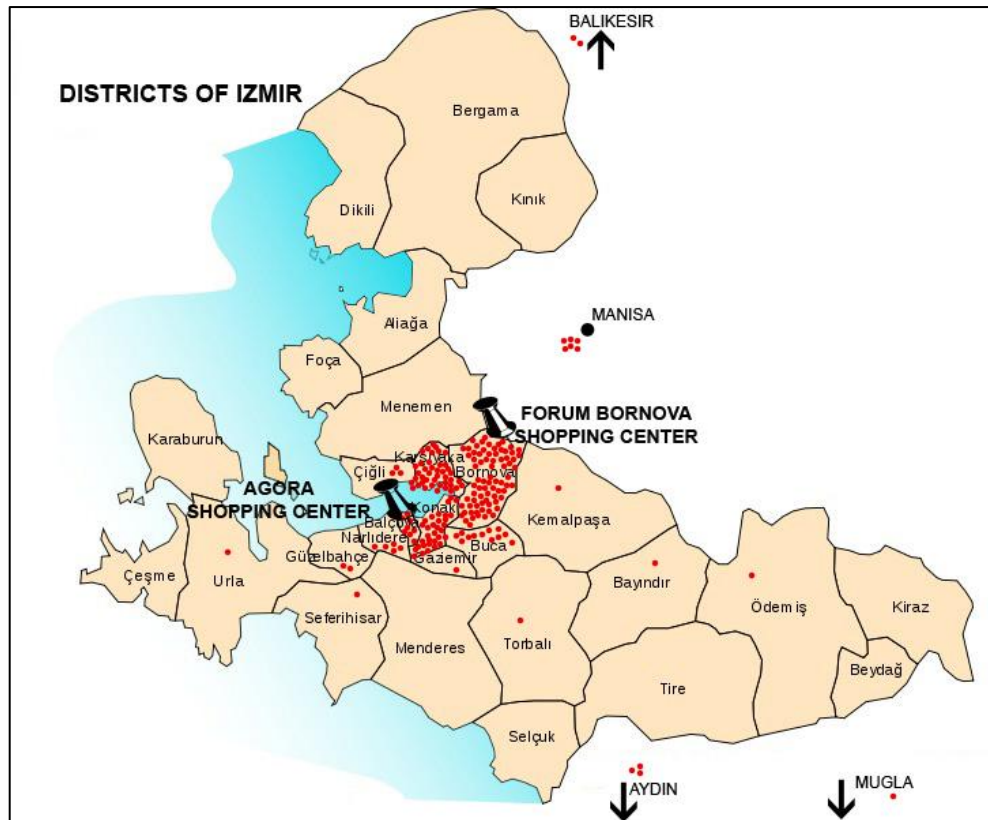 BALIKESIR
DISTRICTS OF IZMIR
Bergama
Kınık
Dikili
MANISA
Aliağa
Foça
Menemen
FORUM BORNOVA
SHOPPING CENTER
Karaburun
Karşıyaka
Çiğli
Bornova
AGORA
SHOPPING CENTER
Konak
Balçova
Kemalpaşa
Narlıdere
Buca
Güzelbahçe
Gaziemir
Çeşme
Urla
Bayındır
Ödemiş
Kiraz
Seferihisar
Menderes
Torbalı
Beydağ
Tire
Selçuk
AYDIN
MUGLA